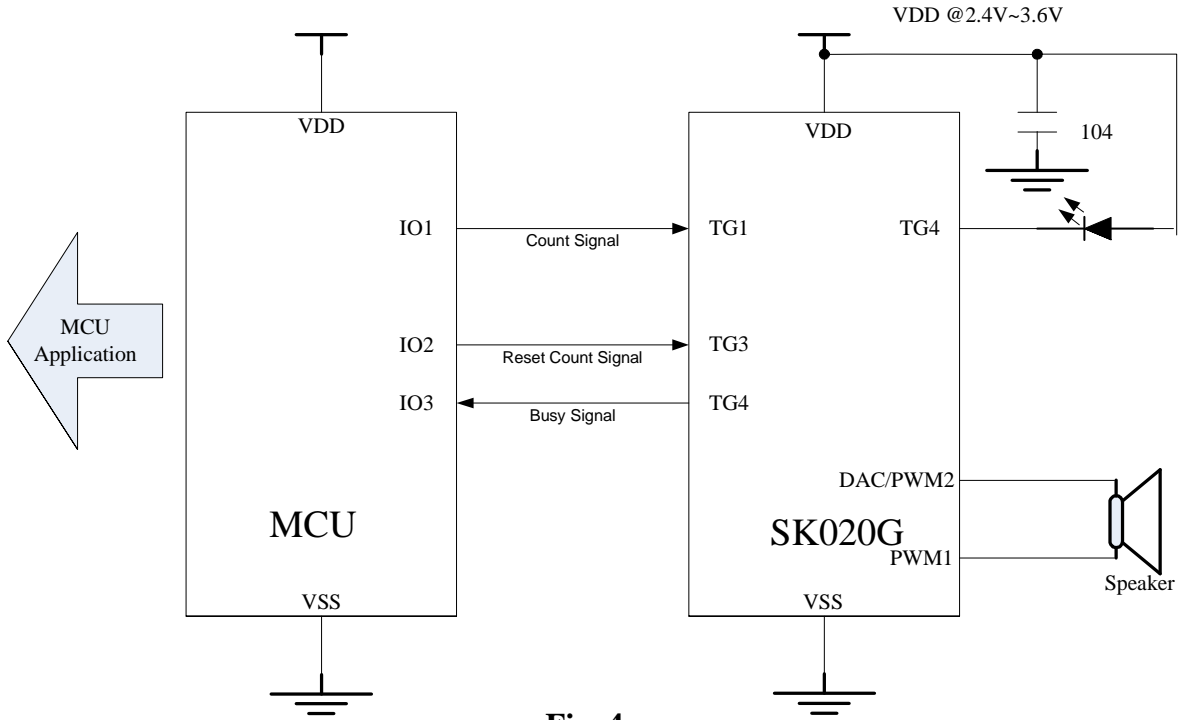 VDD @2.4V~3.6V
VDD
VDD
104
IO1
Count Signal
TG1
TG4
MCU
Application
IO2
Reset Count Signal
TG3
IO3
Busy Signal
TG4
DAC/PWM2
MCU
SK020G
PWM1
Speaker
VSS
VSS